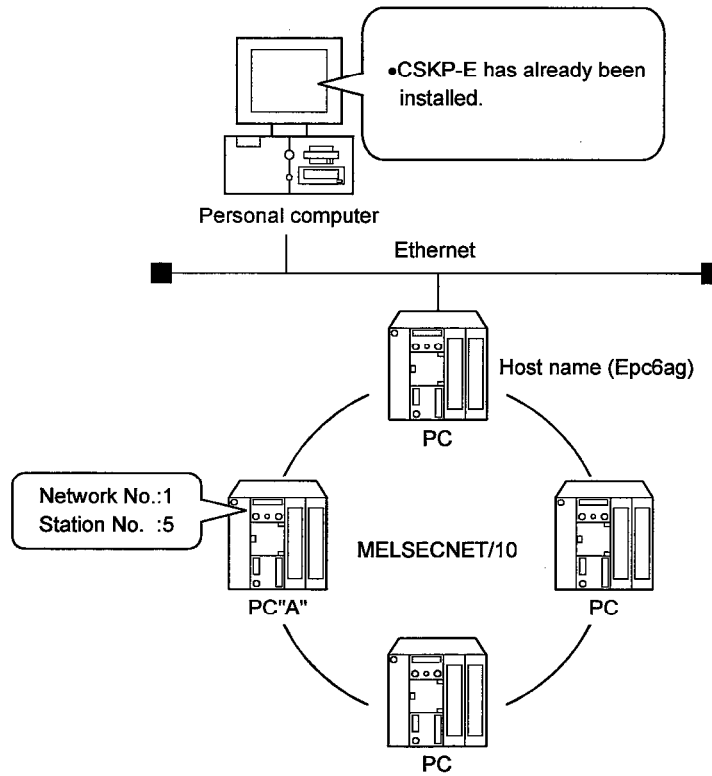 •CSKP-E has already been
installed.
Personal computer
Ethernet
Host name (Epc6ag)
PC
Network No.:1
Station No. :5
MELSECNET/10
PC"A"
PC
PC